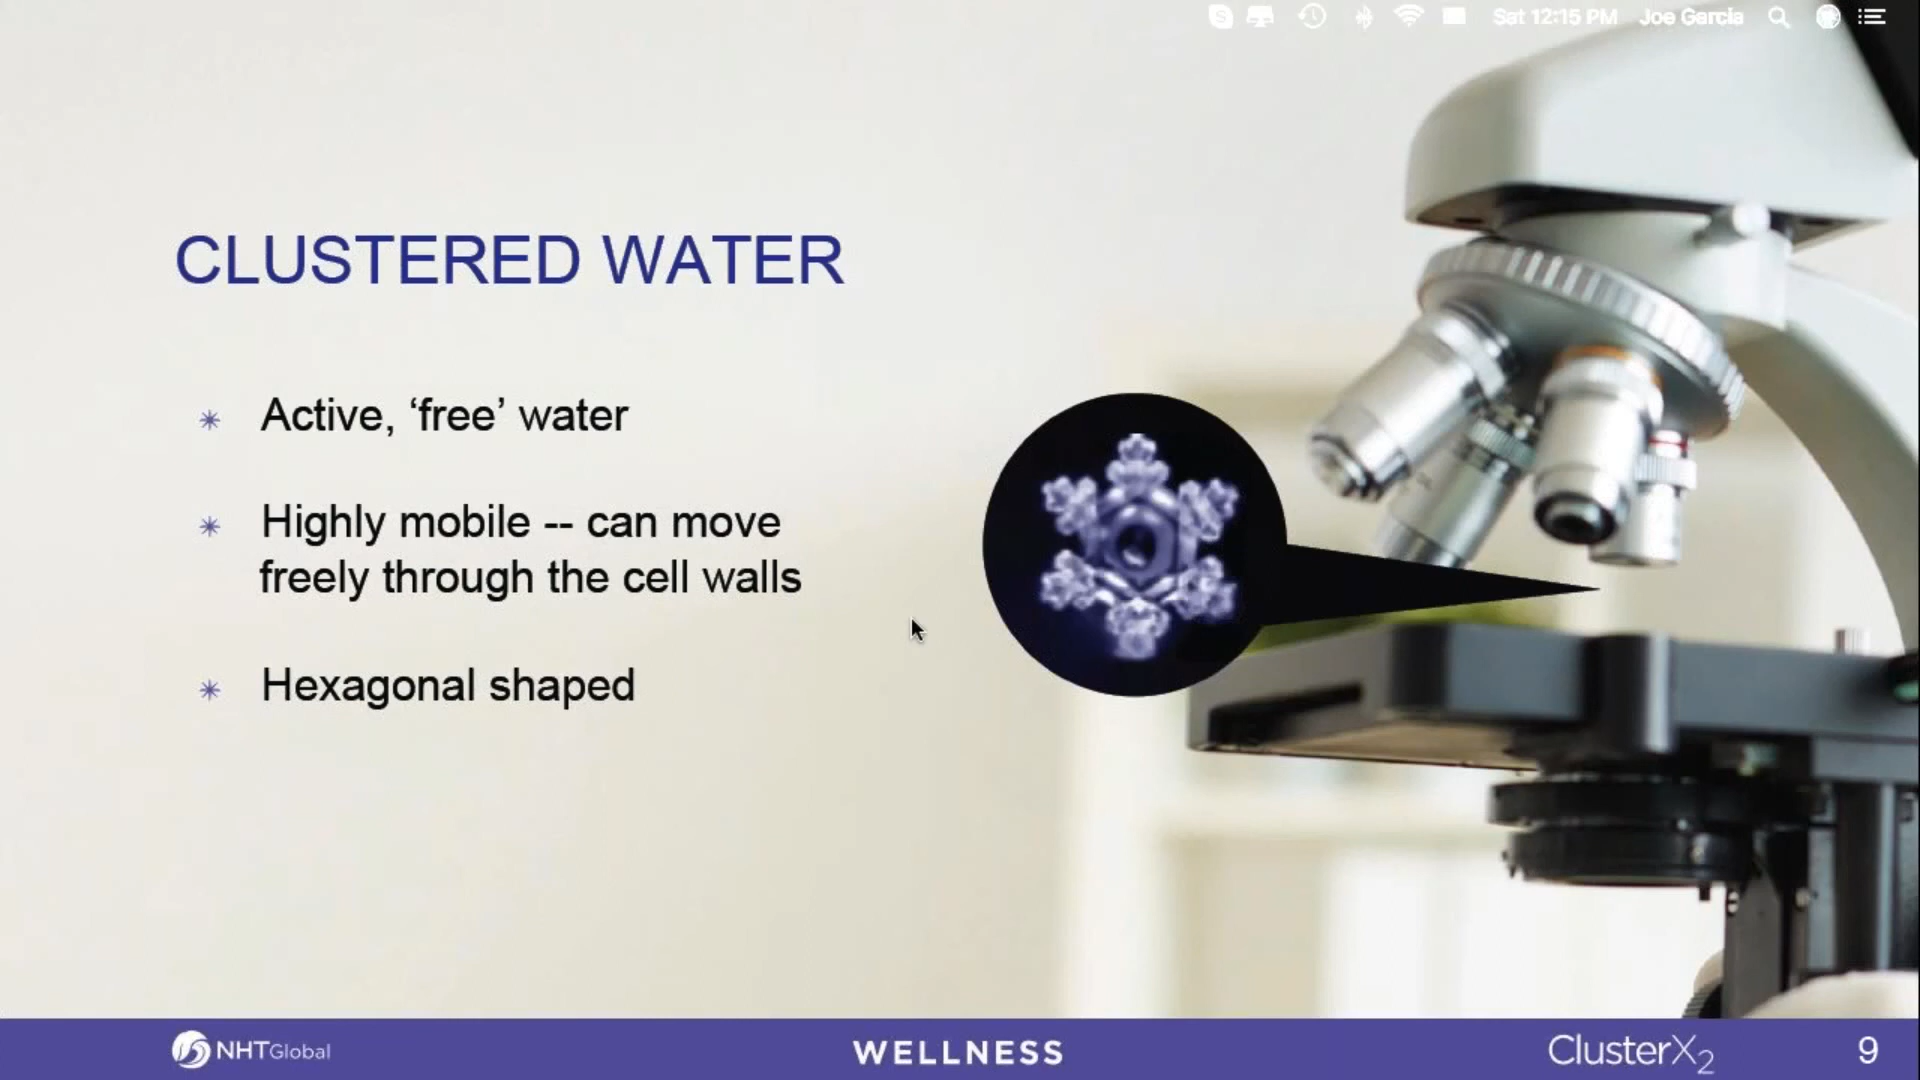 Sat 12:15 PM Joe Garcia
CLUSTERED WATER
Active, ‘free’ water
Highly mobile -- can move
freely through the cell walls
Hexagonal shaped
NHTGlobal
WELLNESS
ClusterX2
9